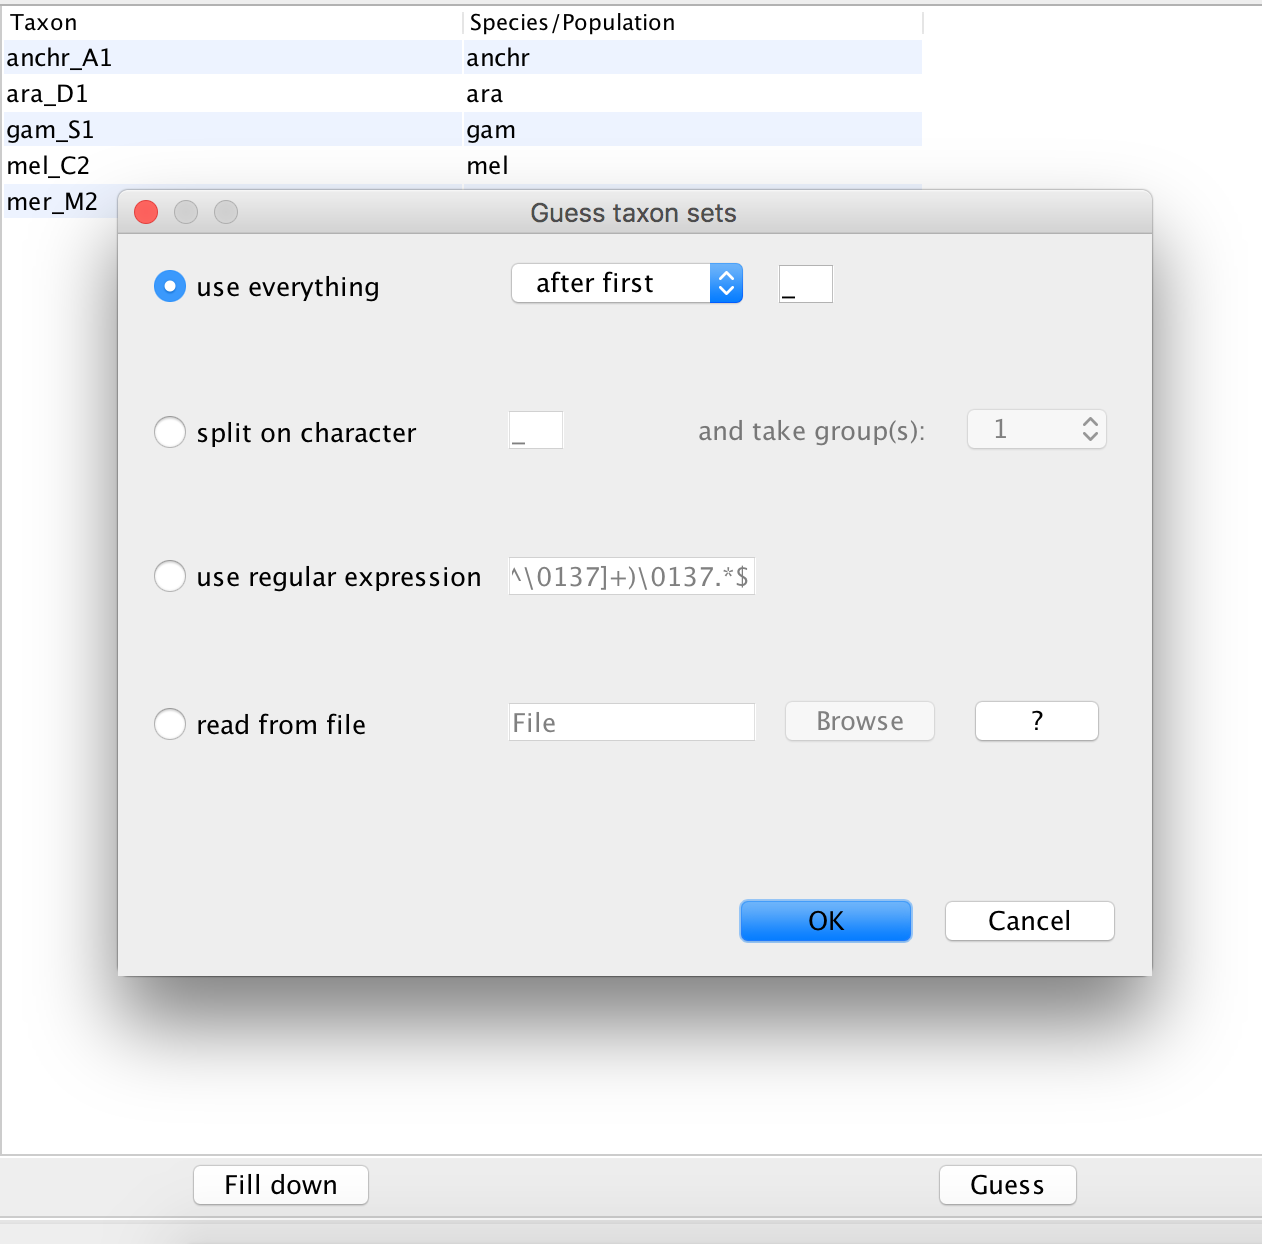 Taxon Species/Population
anchr_A1 anchr
ara_D1 ara
gam_S1 gam
mel_C2 mel
mer_M2
Guess taxon sets
use everything after first _
split on character _ and take group(s): 1
use regular expression ^\0137]+)\0137.*$
read from file File Browse ?
OK Cancel
Fill down Guess